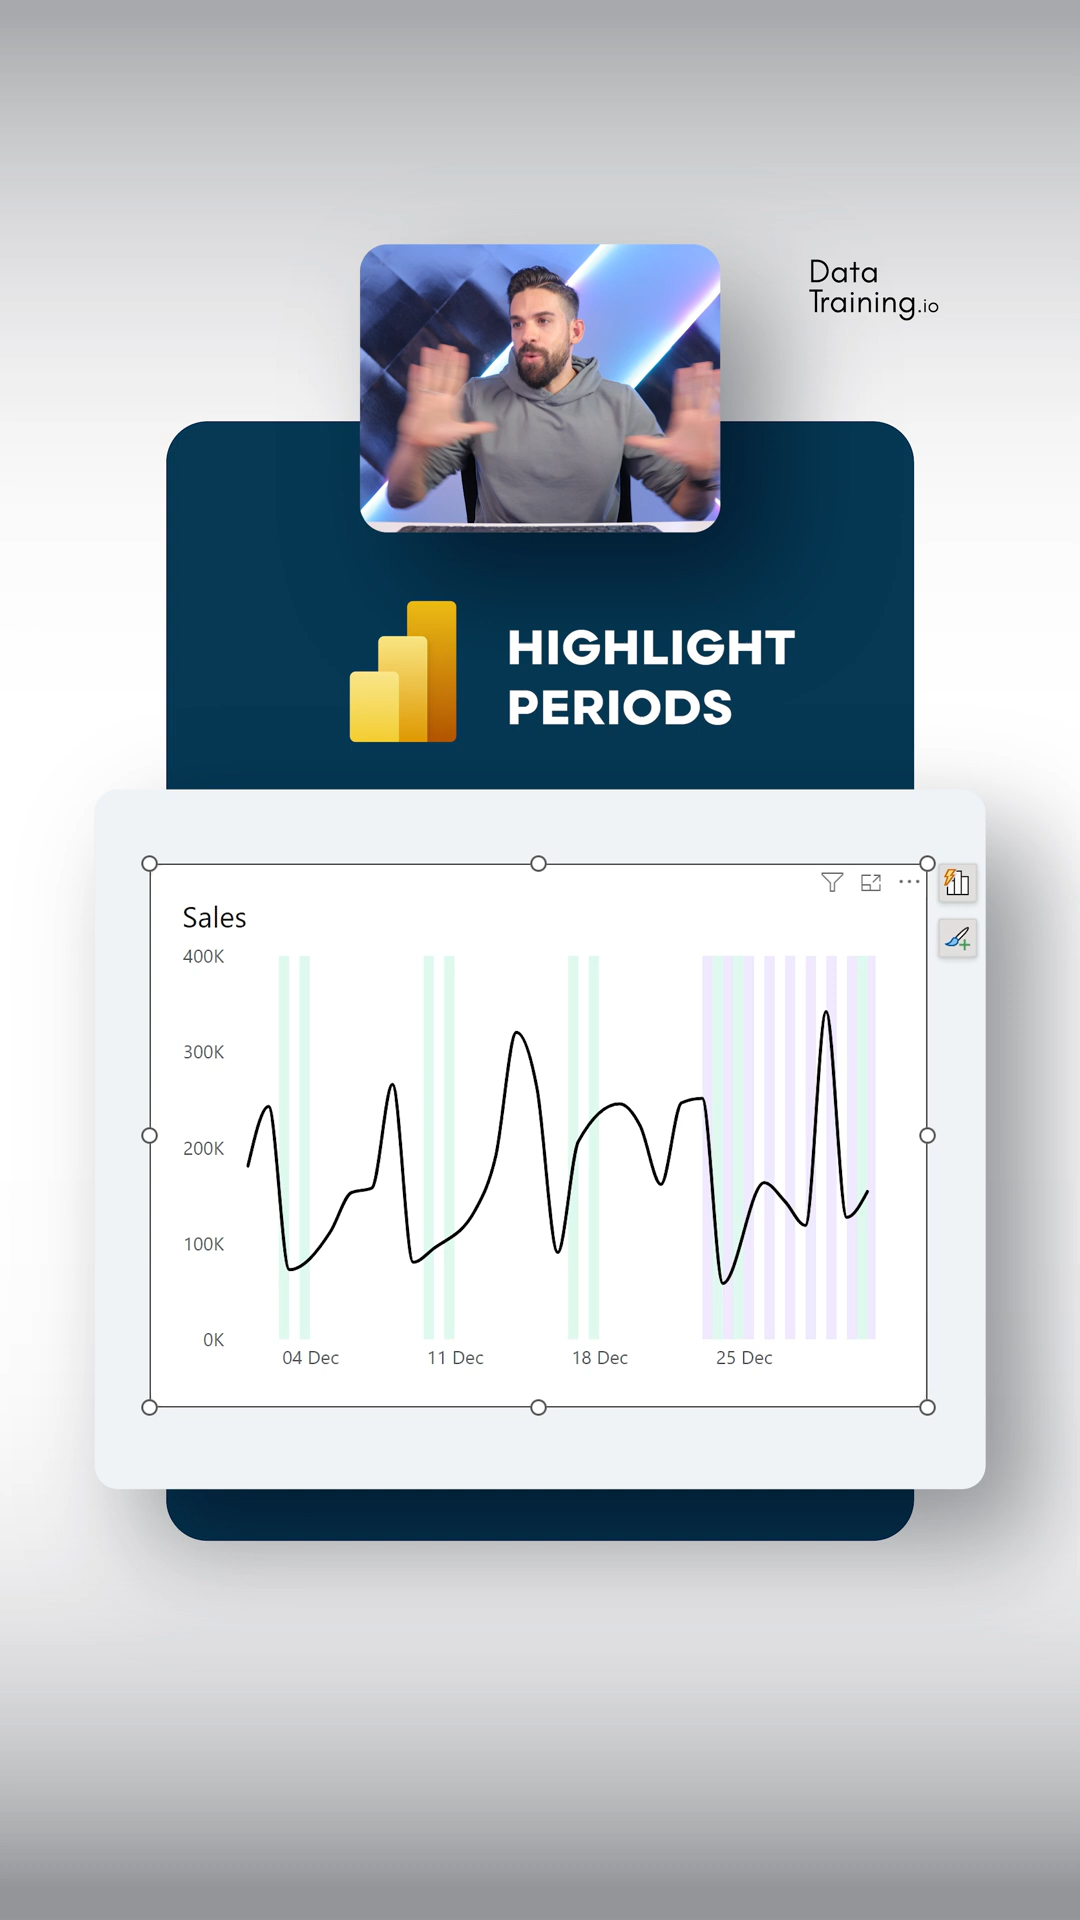 Data
Training.io
HIGHLIGHT
PERIODS
Sales
400K
300K
200K
100K
0K
04 Dec 11 Dec 18 Dec 25 Dec